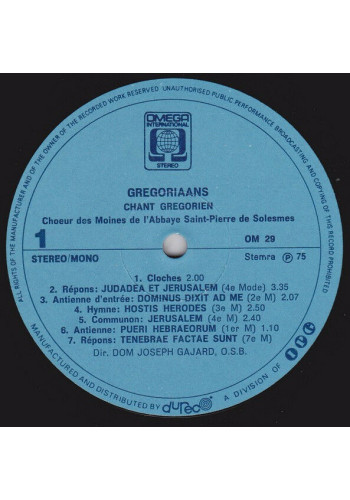 ALL RIGHTS OF THE MANUFACTURER AND OF THE OWNER OF THE RECORDED WORK RESERVED UNAUTHORISED PUBLIC PERFORMANCE BROADCASTING AND COPYING OF THIS RECORD PROHIBITED
OMEGA
INTERNATIONAL
STEREO
GREGORIAANS
CHANT GREGORIEN
Choeur des Moines de l'Abbaye Saint-Pierre de Solesmes
1
OM 29
STEREO/MONO
Stemra Ⓟ 75
1. Cloches 2.00
2. Répons: JUDADEA ET JERUSALEM (4e Mode) 3.35
3. Antienne d'entrée: DOMINUS DIXIT AD ME (2e M) 2.07
4. Hymne: HOSTIS HERODES (3e M) 2.50
5. Communon: JERUSALEM (4e M) 2.40
6. Antienne: PUERI HEBRAEORUM (1er M) 1.10
7. Répons: TENEBRAE FACTAE SUNT (7e M)
Dir. DOM JOSEPH GAJARD, O.S.B.
MANUFACTURED AND DISTRIBUTED BY dureco A DIVISION OF